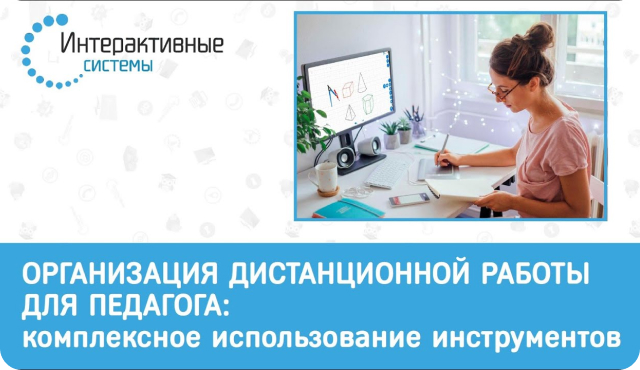 Интерактивные
системы
ОРГАНИЗАЦИЯ ДИСТАНЦИОННОЙ РАБОТЫ
ДЛЯ ПЕДАГОГА:
комплексное использование инструментов